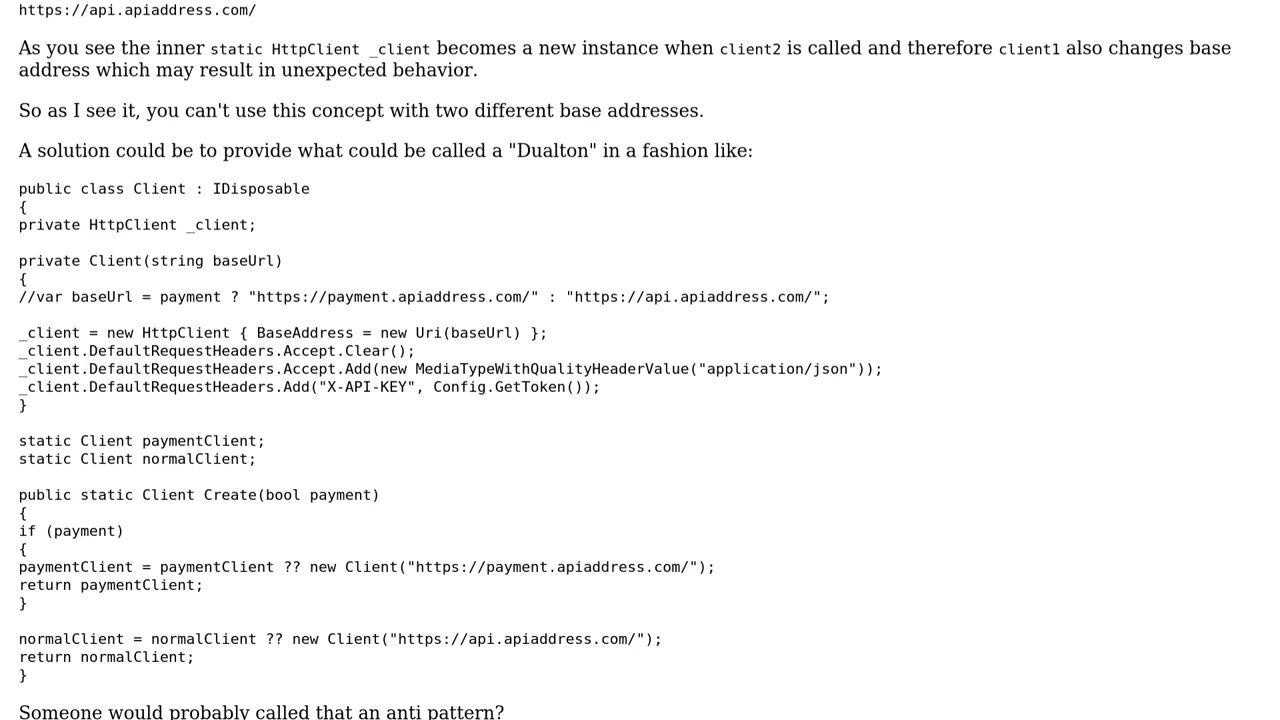 https://api.apiaddress.com/
As you see the inner static HttpClient _client becomes a new instance when client2 is called and therefore client1 also changes base
address which may result in unexpected behavior.
So as I see it, you can't use this concept with two different base addresses.
A solution could be to provide what could be called a "Dualton" in a fashion like:
public class Client : IDisposable
{
private HttpClient _client;
private Client(string baseUrl)
{
//var baseUrl = payment ? "https://payment.apiaddress.com/" : "https://api.apiaddress.com/";
_client = new HttpClient { BaseAddress = new Uri(baseUrl) };
_client.DefaultRequestHeaders.Accept.Clear();
_client.DefaultRequestHeaders.Accept.Add(new MediaTypeWithQualityHeaderValue("application/json"));
_client.DefaultRequestHeaders.Add("X-API-KEY", Config.GetToken());
}
static Client paymentClient;
static Client normalClient;
public static Client Create(bool payment)
{
if (payment)
{
paymentClient = paymentClient ?? new Client("https://payment.apiaddress.com/");
return paymentClient;
}
normalClient = normalClient ?? new Client("https://api.apiaddress.com/");
return normalClient;
}
Someone would probably called that an anti pattern?